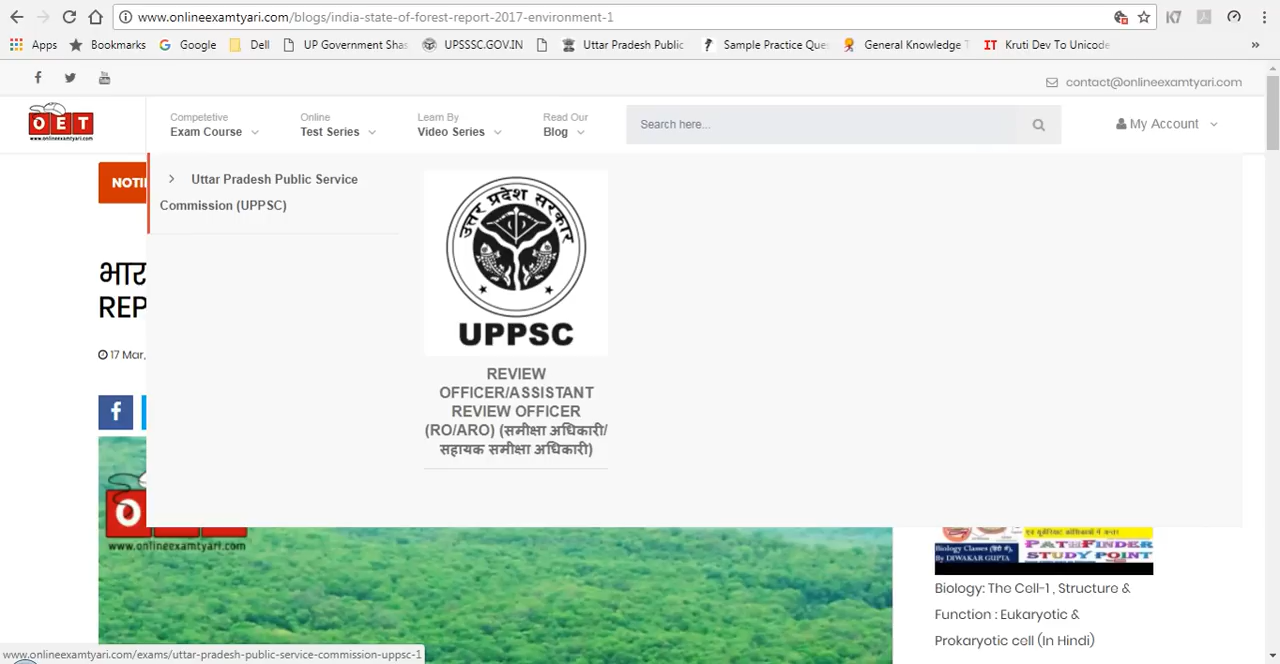 www.onlineexamtyari.com/blogs/india-state-of-forest-report-2017-environment-1
K7
Apps Bookmarks Google Dell UP Government Shas UPSSSC.GOV.IN Uttar Pradesh Public Sample Practice Que General Knowledge T IT Kruti Dev To Unicode
contact@onlineexamtyari.com
OET
www.onlineexamtyari.com
Competetive
Exam Course
Online
Test Series
Learn By
Video Series
Read Our
Blog
Search here...
My Account
NOTI
Uttar Pradesh Public Service
Commission (UPPSC)
उत्तर प्रदेश सरकार
UPPSC
REVIEW
OFFICER/ASSISTANT
REVIEW OFFICER
(RO/ARO) (समीक्षा अधिकारी/
सहायक समीक्षा अधिकारी)
भार
REP
17 Mar,
O
www.onlineexamtyari.com
Biology Classes (हिंदी में)
By DIWAKAR GUPTA
PATHFINDER
STUDY POINT
Biology: The Cell-1 , Structure &
Function : Eukaryotic &
Prokaryotic cell (In Hindi)
www.onlineexamtyari.com/exams/uttar-pradesh-public-service-commission-uppsc-1